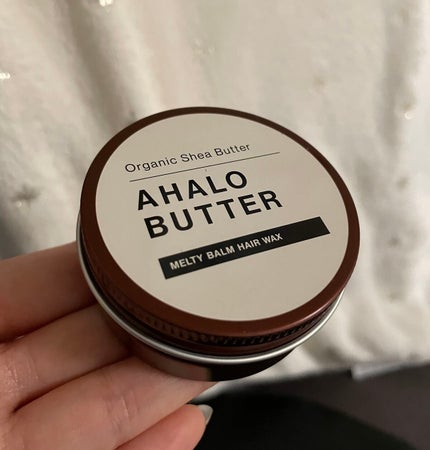 Organic Shea Butter
AHALO
BUTTER
MELTY BALM HAIR WAX